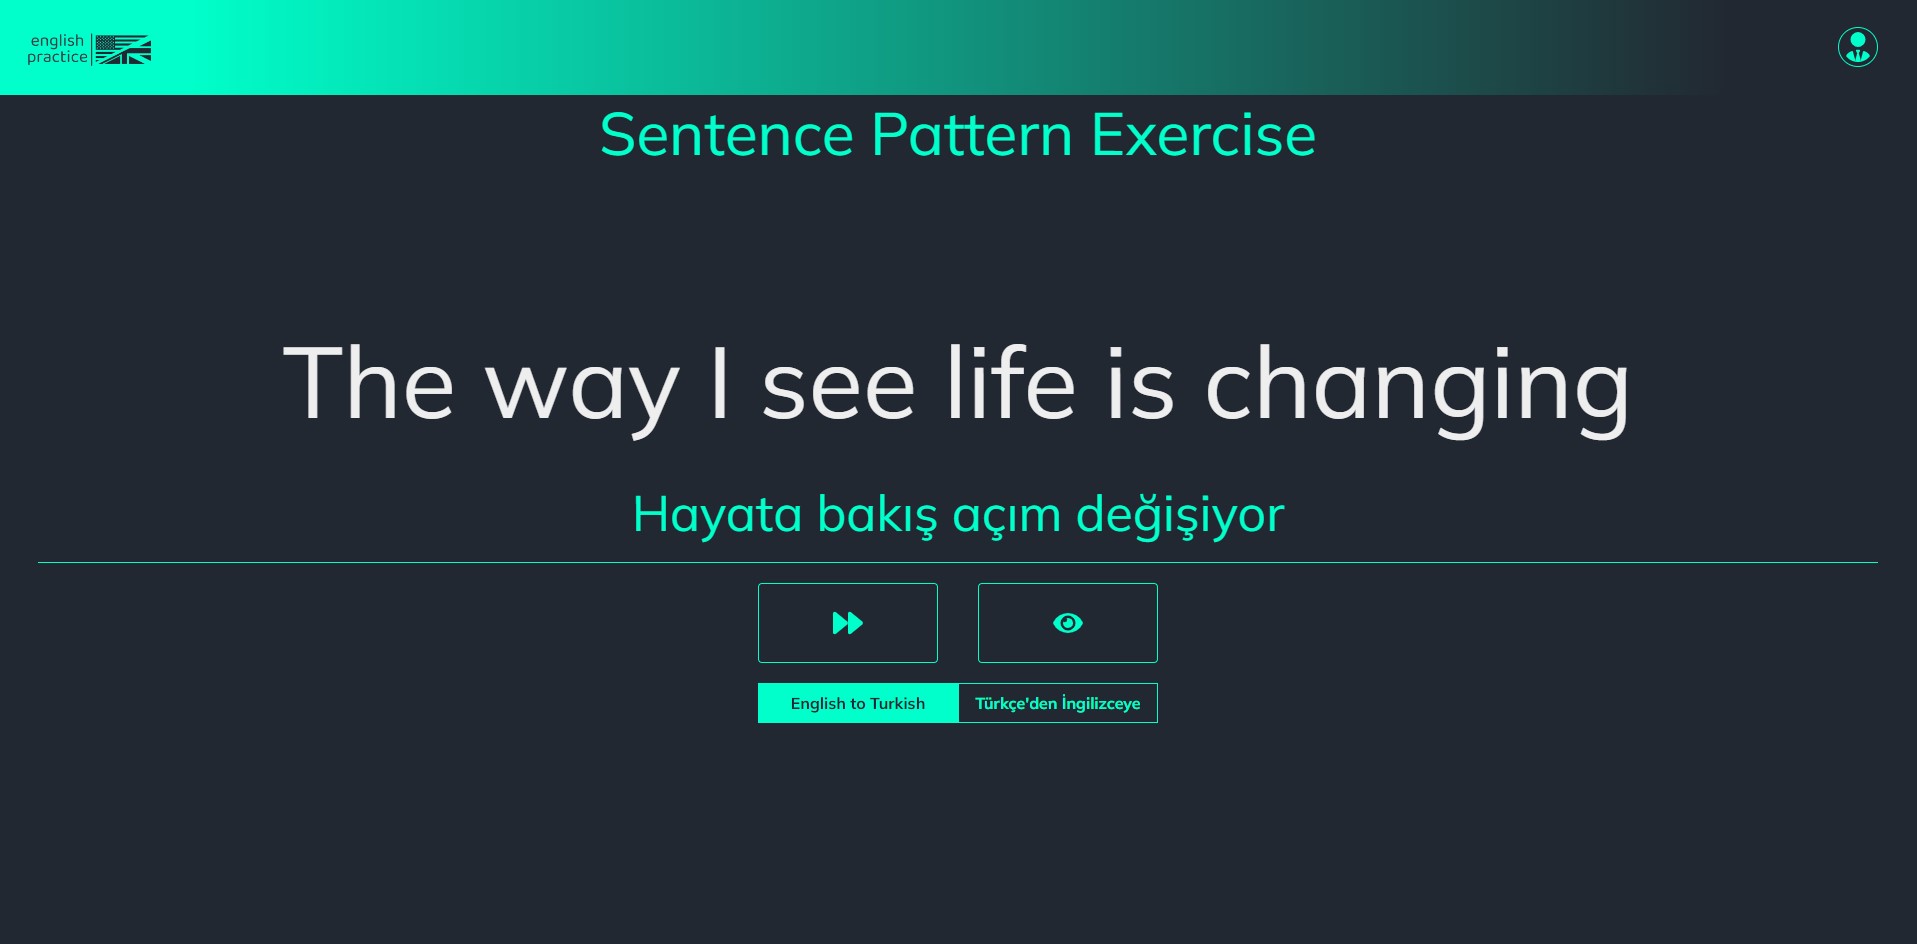 english
practice
Sentence Pattern Exercise
The way I see life is changing
Hayata bakış açım değişiyor
English to Turkish
Türkçe'den İngilizceye